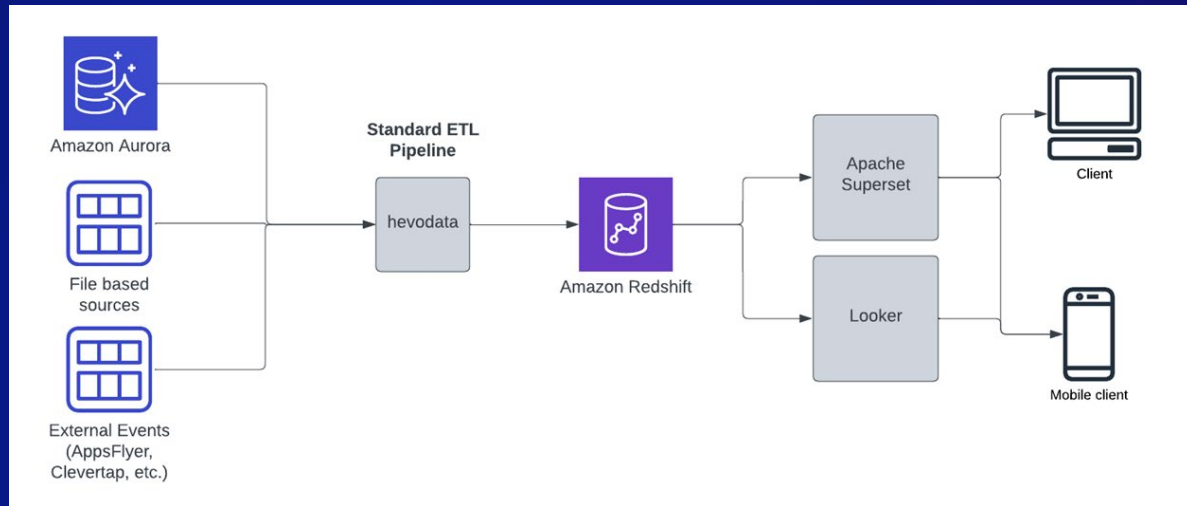 Amazon Aurora
File based
sources
External Events
(AppsFlyer,
Clevertap, etc.)
Standard ETL
Pipeline
hevodata
Amazon Redshift
Apache
Superset
Looker
Client
Mobile client